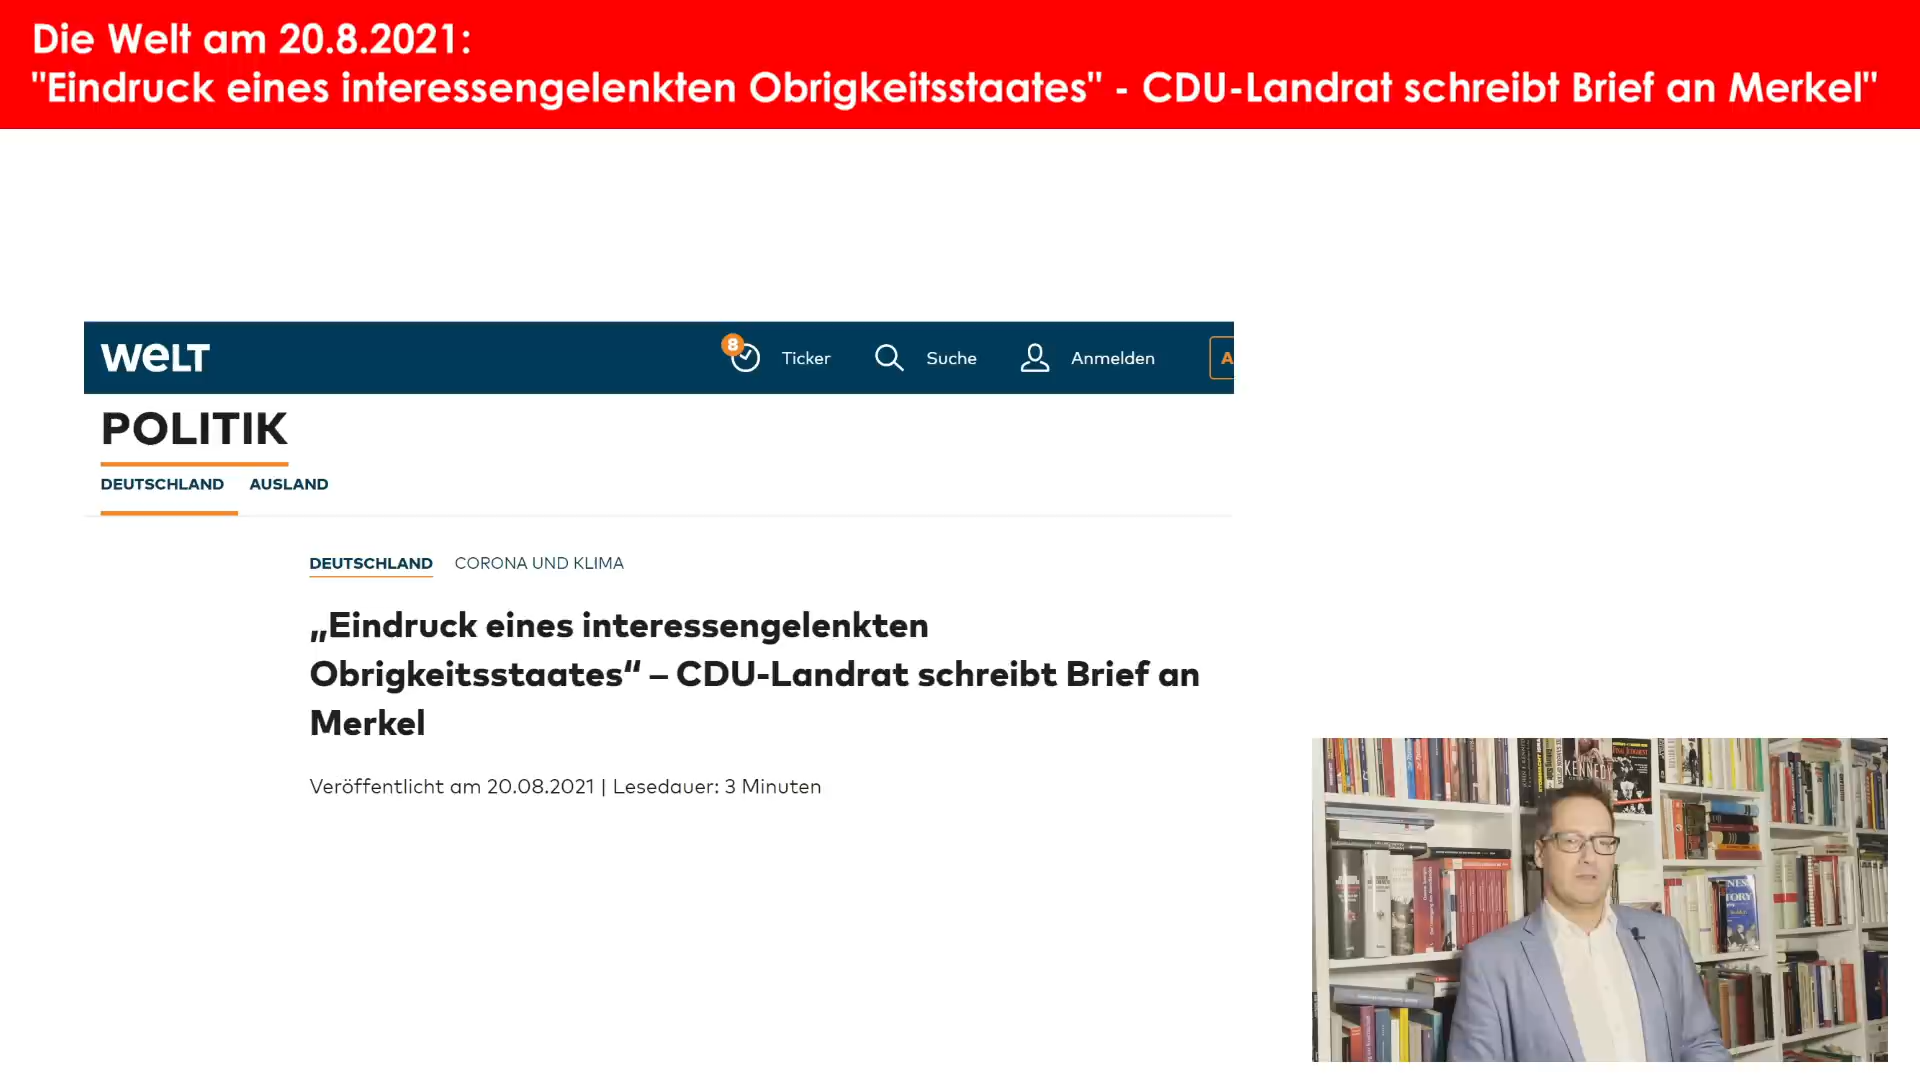 Die Welt am 20.8.2021:
"Eindruck eines interessengelenkten Obrigkeitsstaates" - CDU-Landrat schreibt Brief an Merkel"
WELT
8
Ticker
Suche
Anmelden
A
POLITIK
DEUTSCHLAND AUSLAND
DEUTSCHLAND CORONA UND KLIMA
„Eindruck eines interessengelenkten
Obrigkeitsstaates“ – CDU-Landrat schreibt Brief an
Merkel
Veröffentlicht am 20.08.2021 | Lesedauer: 3 Minuten
KENNEDY